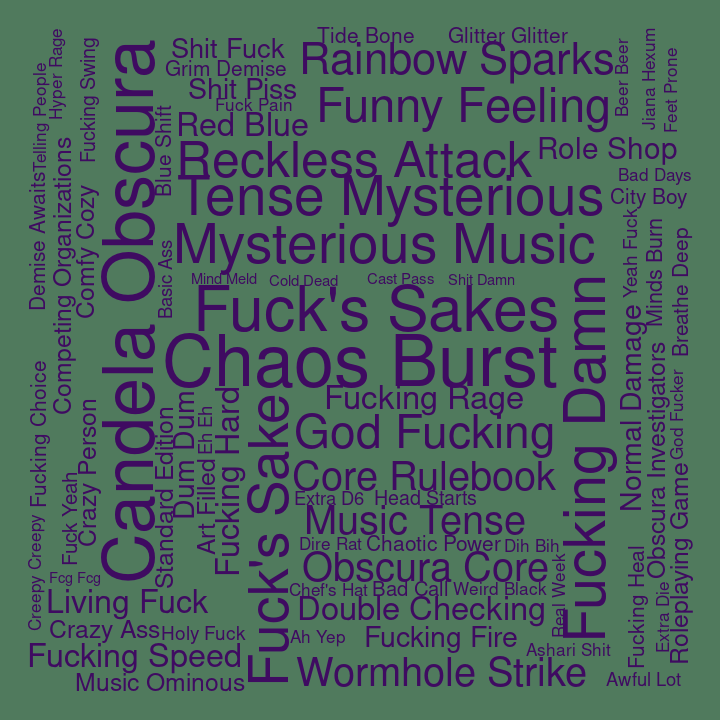 Tide Bone
Glitter Glitter
Shit Fuck
Rainbow Sparks
Grim Demise
Shit Piss
Fuck Pain
Funny Feeling
Red Blue
Reckless Attack
Role Shop
Tense Mysterious
Bad Days
City Boy
Mysterious Music
Mind Meld
Cold Dead
Cast Pass
Shit Damn
Fuck's Sakes
Chaos Burst
Fucking Rage
God Fucking
Core Rulebook
Extra D6
Head Starts
Music Tense
Dire Rat
Chaotic Power
Dih Bih
Obscura Core
Chef's Hat
Bad Call
Weird Black
Double Checking
Ah Yep
Fucking Fire
Ashari Shit
Wormhole Strike
Awful Lot
Fcg Fcg
Living Fuck
Crazy Ass
Holy Fuck
Fucking Speed
Music Ominous
Telling People
Hyper Rage
Fucking Swing
Candela Obscura
Blue Shift
Demise Awaits
Competing Organizations
Comfy Cozy
Basic Ass
Fucking Choice
Creepy Creepy
Fuck Yeah
Crazy Person
Standard Edition
Dum Dum
Eh Eh
Art Filled
Fucking Hard
Fuck's Sake
Fucking Damn
Real Week
Beer Beer
Jiana Hexum
Feet Prone
Yeah Fuck
Minds Burn
Breathe Deep
Normal Damage
Obscura Investigators
God Fucker
Roleplaying Game
Fucking Heal
Extra Die